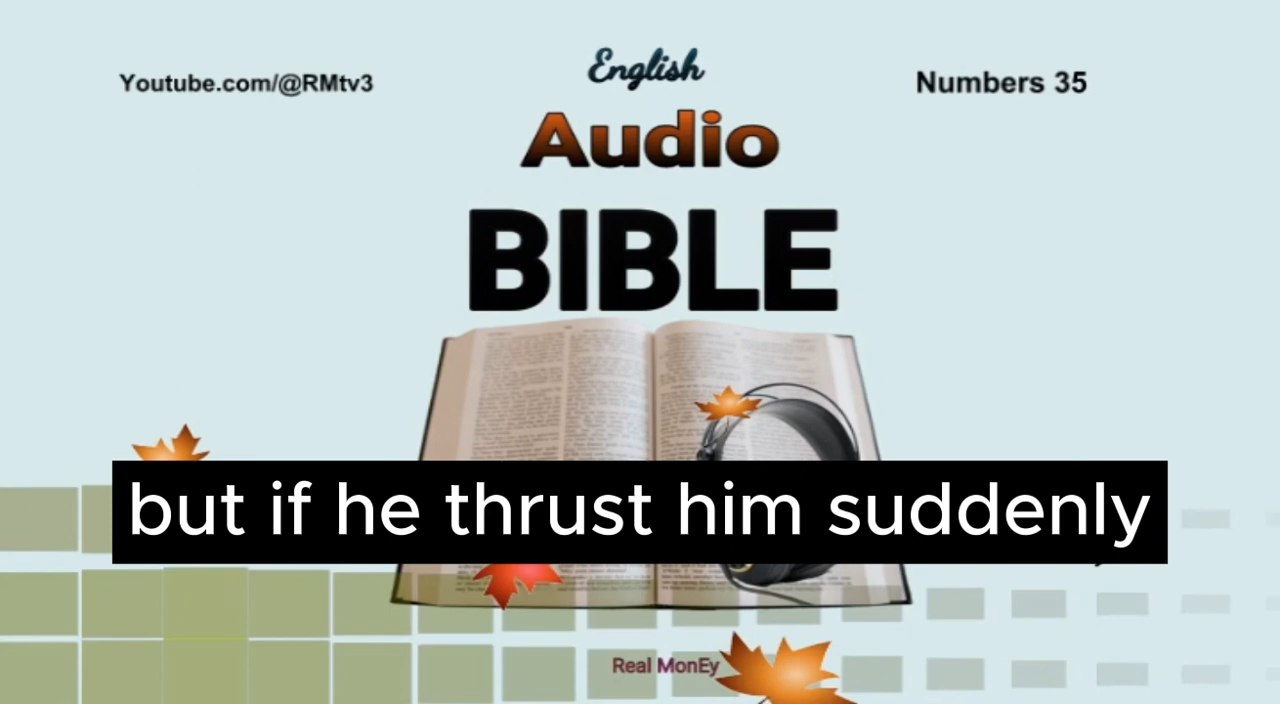 English
Youtube.com/@RMtv3
Numbers 35
Audio
BIBLE
but if he thrust him suddenly
Real MonEy